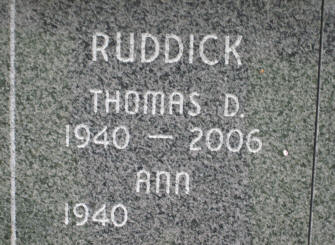 RUDDICK
THOMAS D.
1940 — 2006
ANN
1940